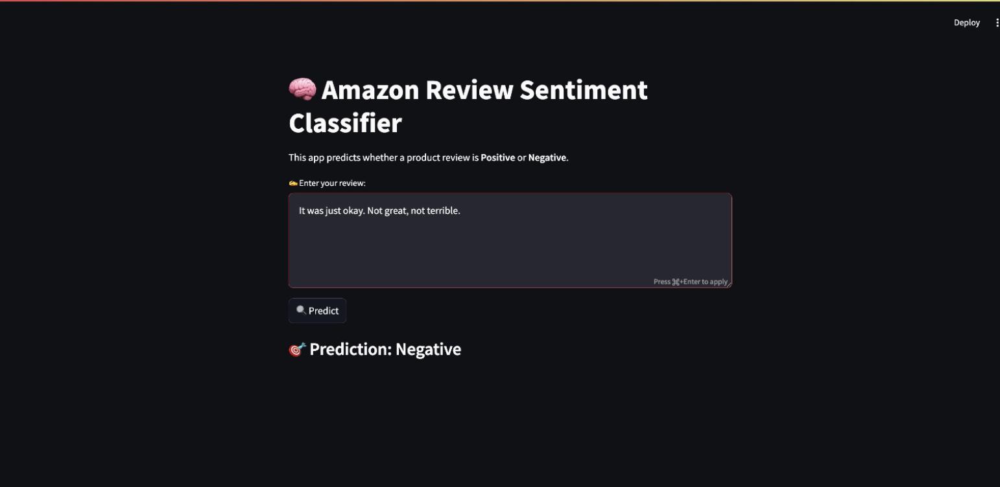 Deploy
🧠 Amazon Review Sentiment
Classifier
This app predicts whether a product review is Positive or Negative.
✍️ Enter your review:
It was just okay. Not great, not terrible.
Press ⌘+Enter to apply
🔍 Predict
🎯 Prediction: Negative